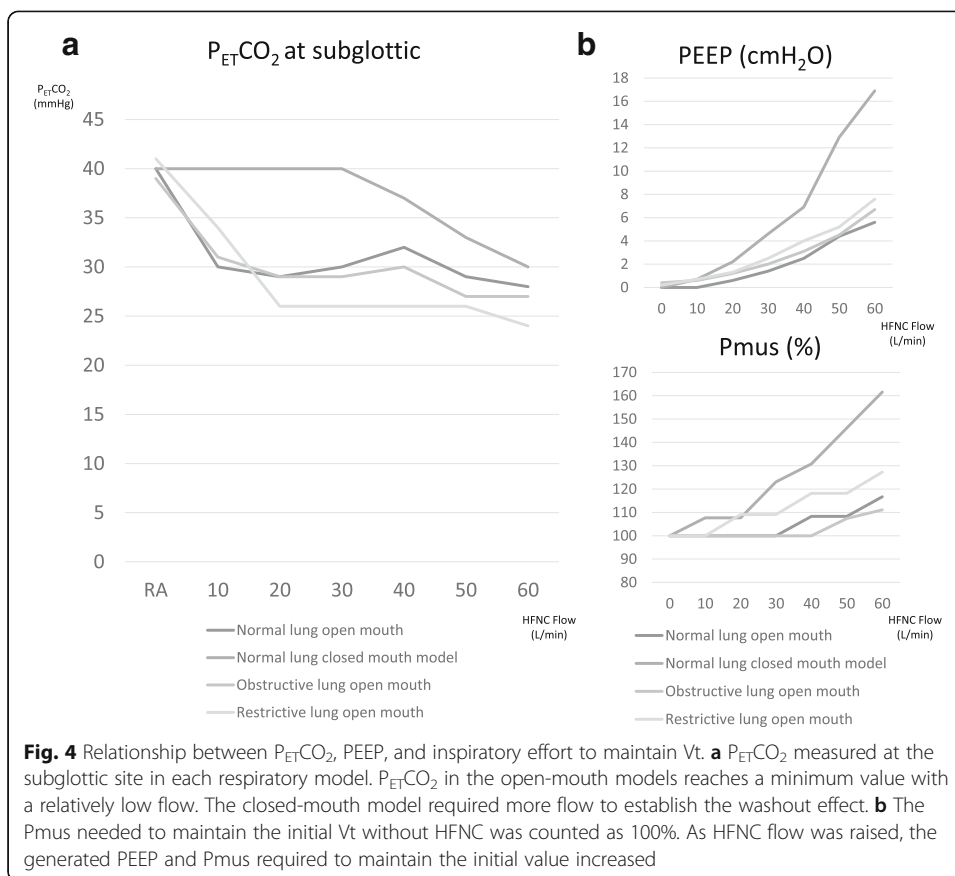 a
P_ETCO₂ at subglottic
P_ETCO₂
(mmHg)
45
40
35
30
25
20
15
10
5
0
RA 10 20 30 40 50 60
HFNC Flow
(L/min)
Normal lung open mouth
Normal lung closed mouth model
Obstructive lung open mouth
Restrictive lung open mouth
b
PEEP (cmH₂O)
18
16
14
12
10
8
6
4
2
0
0 10 20 30 40 50 60
HFNC Flow
(L/min)
Pmus (%)
170
160
150
140
130
120
110
100
90
80
0 10 20 30 40 50 60
HFNC Flow
(L/min)
Normal lung open mouth
Normal lung closed mouth model
Obstructive lung open mouth
Restrictive lung open mouth
Fig. 4 Relationship between P_ETCO₂, PEEP, and inspiratory effort to maintain Vt. a P_ETCO₂ measured at the
subglottic site in each respiratory model. P_ETCO₂ in the open-mouth models reaches a minimum value with
a relatively low flow. The closed-mouth model required more flow to establish the washout effect. b The
Pmus needed to maintain the initial Vt without HFNC was counted as 100%. As HFNC flow was raised, the
generated PEEP and Pmus required to maintain the initial value increased